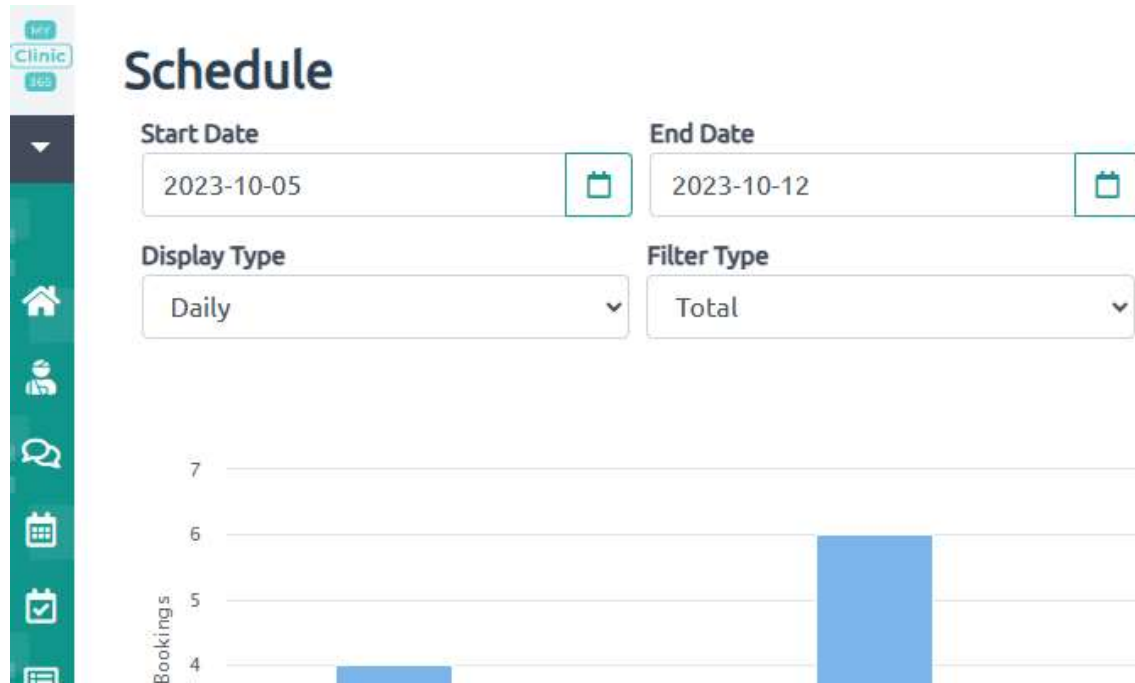 MY
Clinic
365
Schedule
Start Date
End Date
2023-10-05
2023-10-12
Display Type
Filter Type
Daily
Total
7
6
5
4
Bookings